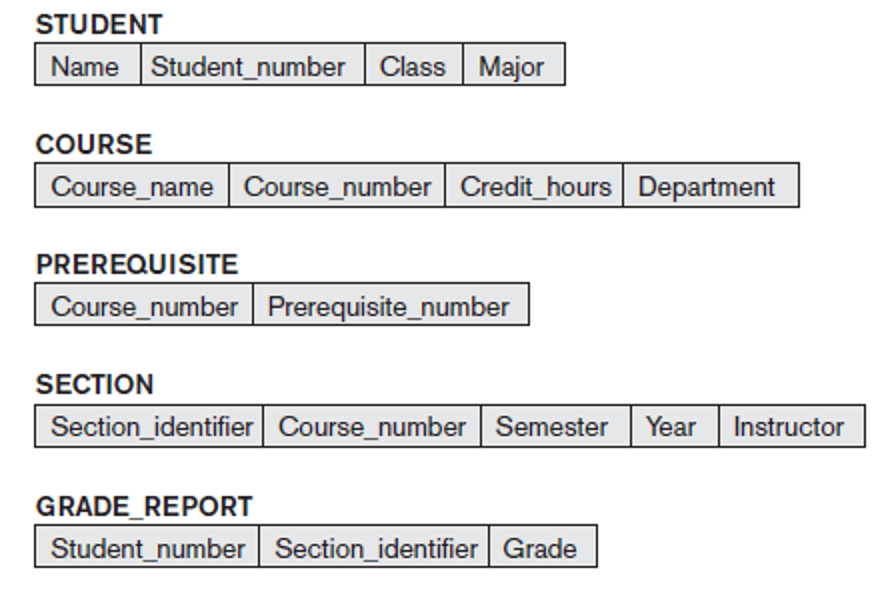 STUDENT
Name Student_number Class Major
COURSE
Course_name Course_number Credit_hours Department
PREREQUISITE
Course_number Prerequisite_number
SECTION
Section_identifier Course_number Semester Year Instructor
GRADE_REPORT
Student_number Section_identifier Grade